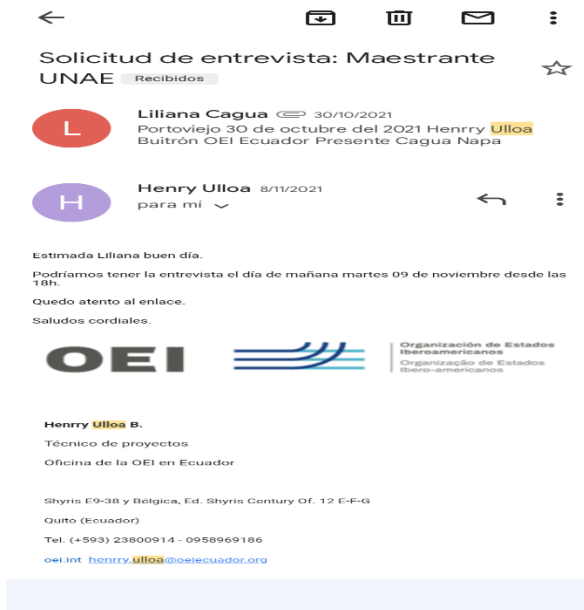 Solicitud de entrevista: Maestrante
UNAE Recibidos
L
Liliana Cagua 30/10/2021
Portoviejo 30 de octubre del 2021 Henrry Ulloa
Buitrón OEI Ecuador Presente Cagua Napa
H
Henry Ulloa 8/11/2021
para mí
Estimada Liliana buen día.
Podríamos tener la entrevista el día de mañana martes 09 de noviembre desde las
18h.
Quedo atento al enlace.
Saludos cordiales.
OEI
Organización de Estados
Iberoamericanos
Organização de Estados
Ibero-americanos
Henrry Ulloa B.
Técnico de proyectos
Oficina de la OEI en Ecuador
Shyris E9-38 y Bélgica, Ed. Shyris Century Of. 12 E-F-G
Quito (Ecuador)
Tel. (+593) 23800914 - 0958969186
oei.int henrry.ulloa@oeiecuador.org